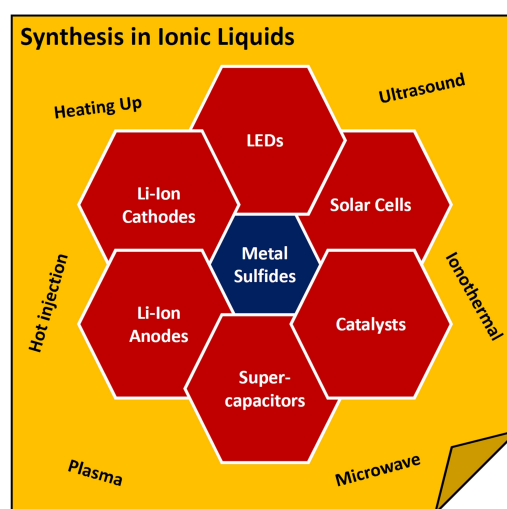 Synthesis in Ionic Liquids
Heating Up
Ultrasound
LEDs
Li-Ion
Cathodes
Solar Cells
Metal
Sulfides
Hot injection
Ionothermal
Li-Ion
Anodes
Catalysts
Super-
capacitors
Plasma
Microwave